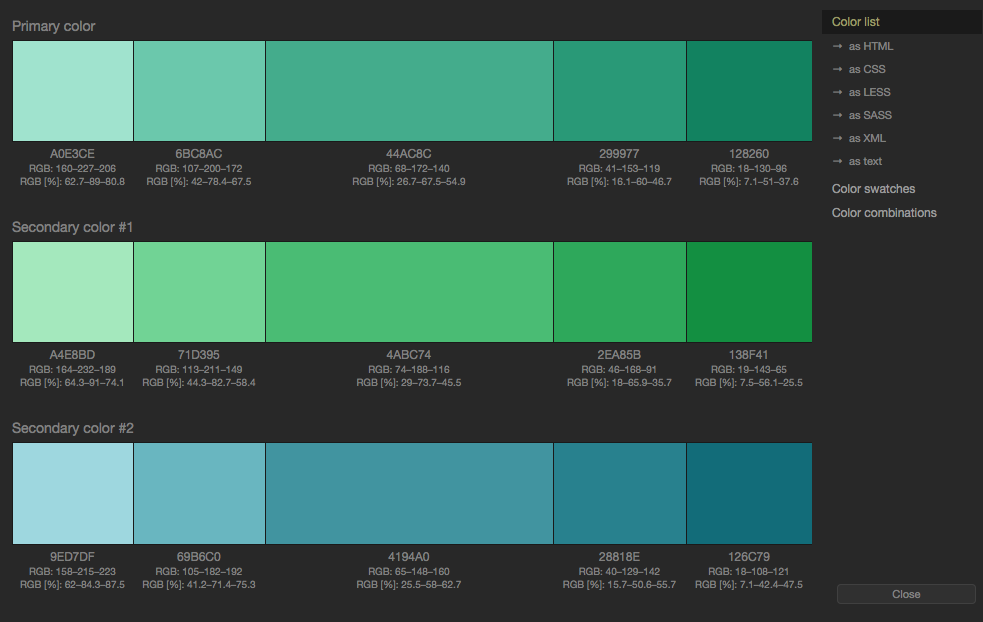 Primary color
A0E3CE 6BC8AC 44AC8C 299977 128260
RGB: 160–227–206 RGB: 107–200–172 RGB: 68–172–140 RGB: 41–153–119 RGB: 18–130–96
RGB [%]: 62.7–89–80.8 RGB [%]: 42–78.4–67.5 RGB [%]: 26.7–67.5–54.9 RGB [%]: 16.1–60–46.7 RGB [%]: 7.1–51–37.6
Secondary color #1
A4E8BD 71D395 4ABC74 2EA85B 138F41
RGB: 164–232–189 RGB: 113–211–149 RGB: 74–188–116 RGB: 46–168–91 RGB: 19–143–65
RGB [%]: 64.3–91–74.1 RGB [%]: 44.3–82.7–58.4 RGB [%]: 29–73.7–45.5 RGB [%]: 18–65.9–35.7 RGB [%]: 7.5–56.1–25.5
Secondary color #2
9ED7DF 69B6C0 4194A0 28818E 126C79
RGB: 158–215–223 RGB: 105–182–192 RGB: 65–148–160 RGB: 40–129–142 RGB: 18–108–121
RGB [%]: 62–84.3–87.5 RGB [%]: 41.2–71.4–75.3 RGB [%]: 25.5–58–62.7 RGB [%]: 15.7–50.6–55.7 RGB [%]: 7.1–42.4–47.5
Color list
→ as HTML
→ as CSS
→ as LESS
→ as SASS
→ as XML
→ as text
Color swatches
Color combinations
Close